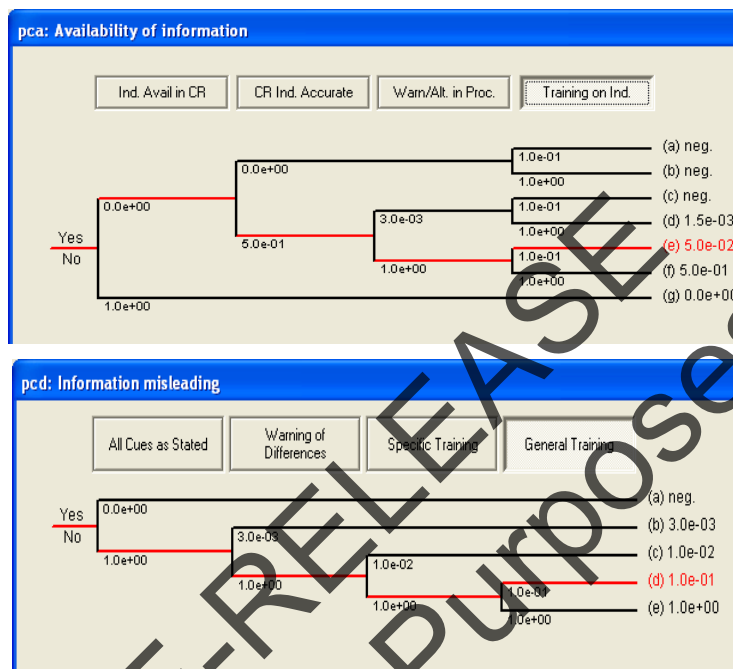 pca: Availability of information
Ind. Avail in CR
CR Ind. Accurate
Warn/Alt. in Proc.
Training on Ind.
(a) neg.
1.0e-01
0.0e+00
(b) neg.
1.0e+00
(c) neg.
0.0e+00
1.0e-01
3.0e-03
(d) 1.5e-03
1.0e+00
Yes
5.0e-01
(e) 5.0e-02
No
1.0e-01
1.0e+00
(f) 5.0e-01
1.0e+00
(g) 0.0e+00
1.0e+00
pcd: Information misleading
All Cues as Stated
Warning of
Differences
Specific Training
General Training
(a) neg.
Yes
0.0e+00
(b) 3.0e-03
No
3.0e-03
(c) 1.0e-02
1.0e+00
1.0e-02
(d) 1.0e-01
1.0e+00
1.0e-01
1.0e+00
(e) 1.0e+00
1.0e+00
E-RELEASE
Purposes